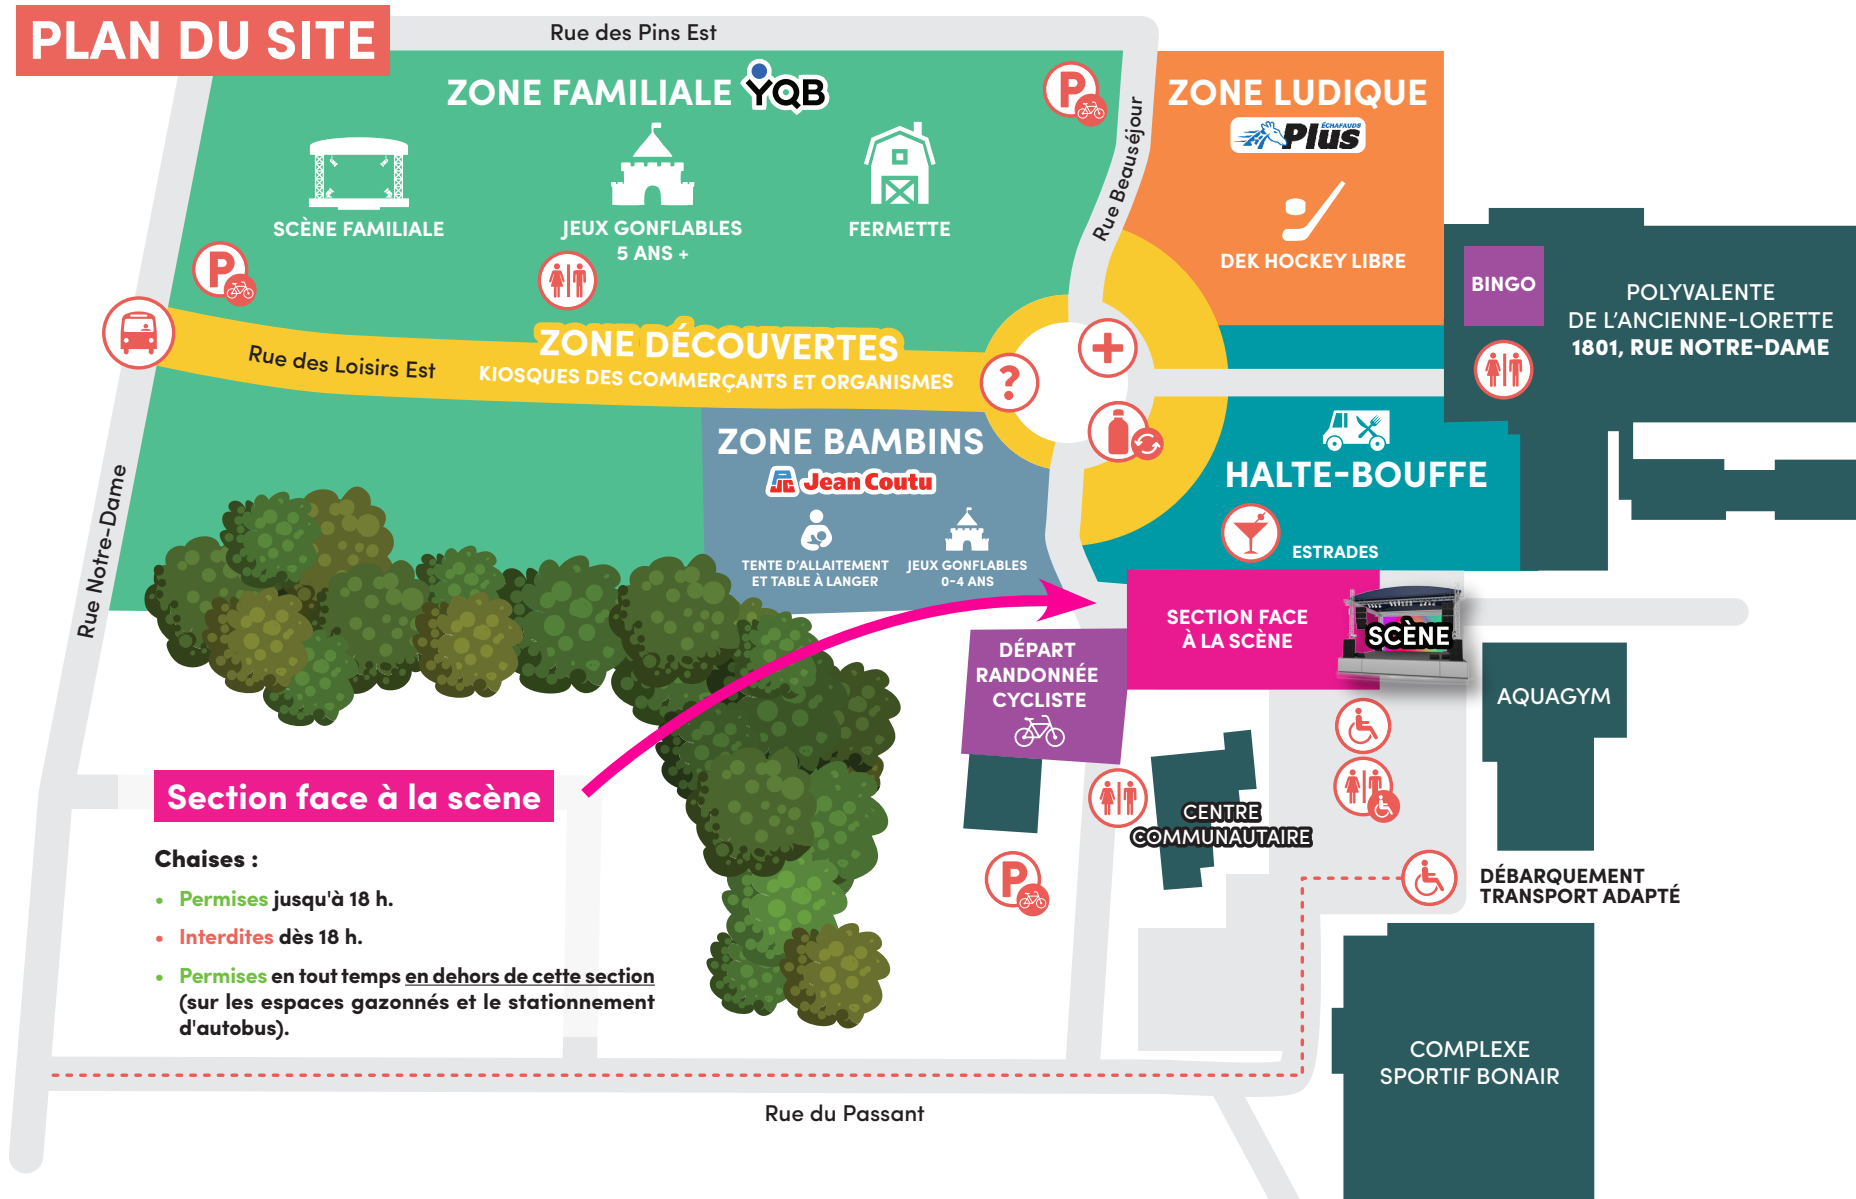 PLAN DU SITE
Rue des Pins Est
ZONE FAMILIALE YQB
P
ZONE LUDIQUE
ÉCHAFAUDS
Plus
Rue Beauséjour
SCÈNE FAMILIALE
JEUX GONFLABLES
5 ANS +
FERMETTE
DEK HOCKEY LIBRE
P
BINGO
POLYVALENTE
DE L'ANCIENNE-LORETTE
1801, RUE NOTRE-DAME
Rue des Loisirs Est
ZONE DÉCOUVERTES
KIOSQUES DES COMMERÇANTS ET ORGANISMES
?
ZONE BAMBINS
PJC Jean Coutu
TENTE D'ALLAITEMENT
ET TABLE À LANGER
JEUX GONFLABLES
0-4 ANS
HALTE-BOUFFE
ESTRADES
Rue Notre-Dame
SECTION FACE
À LA SCÈNE
SCÈNE
DÉPART
RANDONNÉE
CYCLISTE
AQUAGYM
Section face à la scène
Chaises :
• Permises jusqu'à 18 h.
• Interdites dès 18 h.
• Permises en tout temps en dehors de cette section
(sur les espaces gazonnés et le stationnement
d'autobus).
CENTRE
COMMUNAUTAIRE
P
DÉBARQUEMENT
TRANSPORT ADAPTÉ
COMPLEXE
SPORTIF BONAIR
Rue du Passant